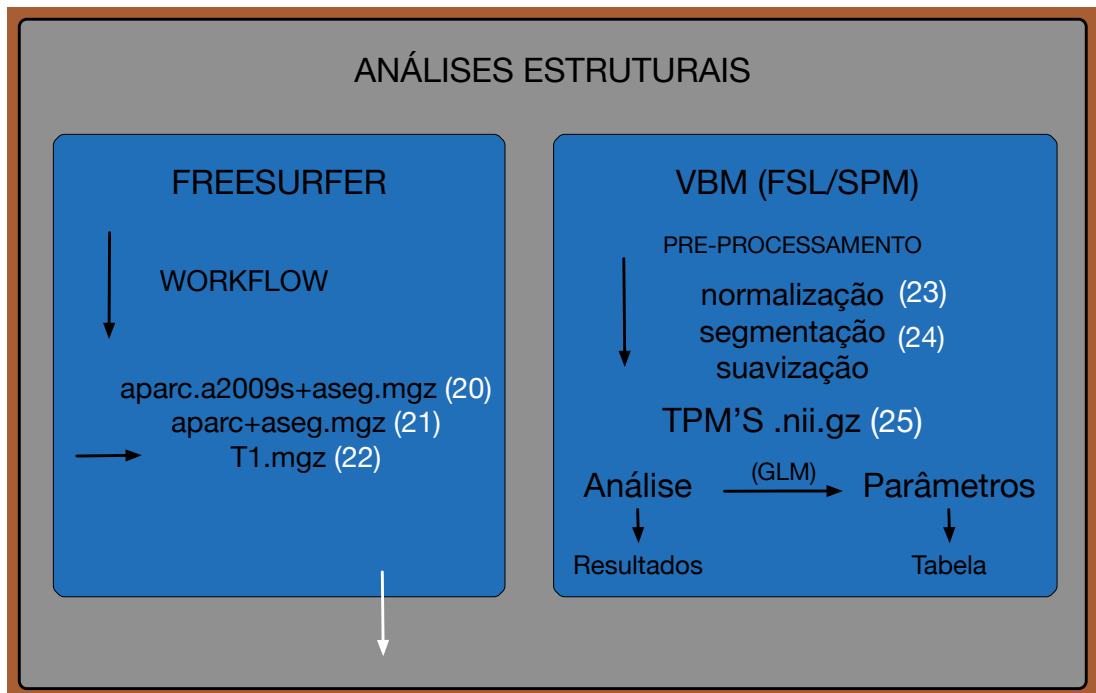 ANÁLISES ESTRUTURAIS
FREESURFER
WORKFLOW
aparc.a2009s+aseg.mgz (20)
aparc+aseg.mgz (21)
T1.mgz (22)
VBM (FSL/SPM)
PRE-PROCESSAMENTO
normalização (23)
segmentação (24)
suavização
TPM’S .nii.gz (25)
Análise (GLM) Parâmetros
Resultados Tabela